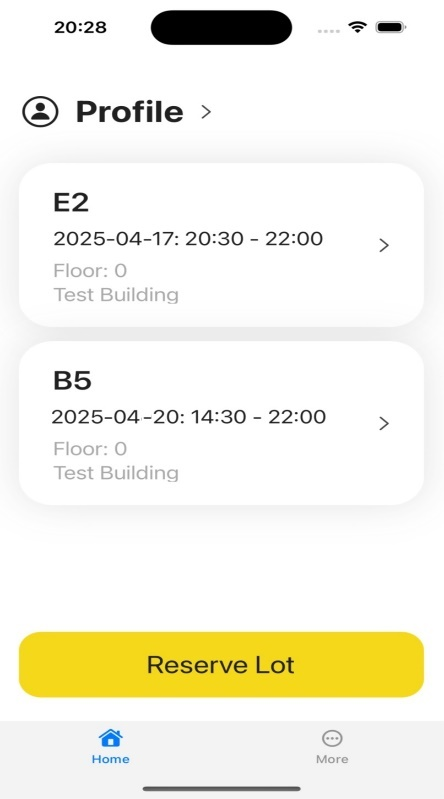 20:28
Profile
E2
2025-04-17: 20:30 - 22:00
Floor: 0
Test Building
B5
2025-04-20: 14:30 - 22:00
Floor: 0
Test Building
Reserve Lot
Home
More